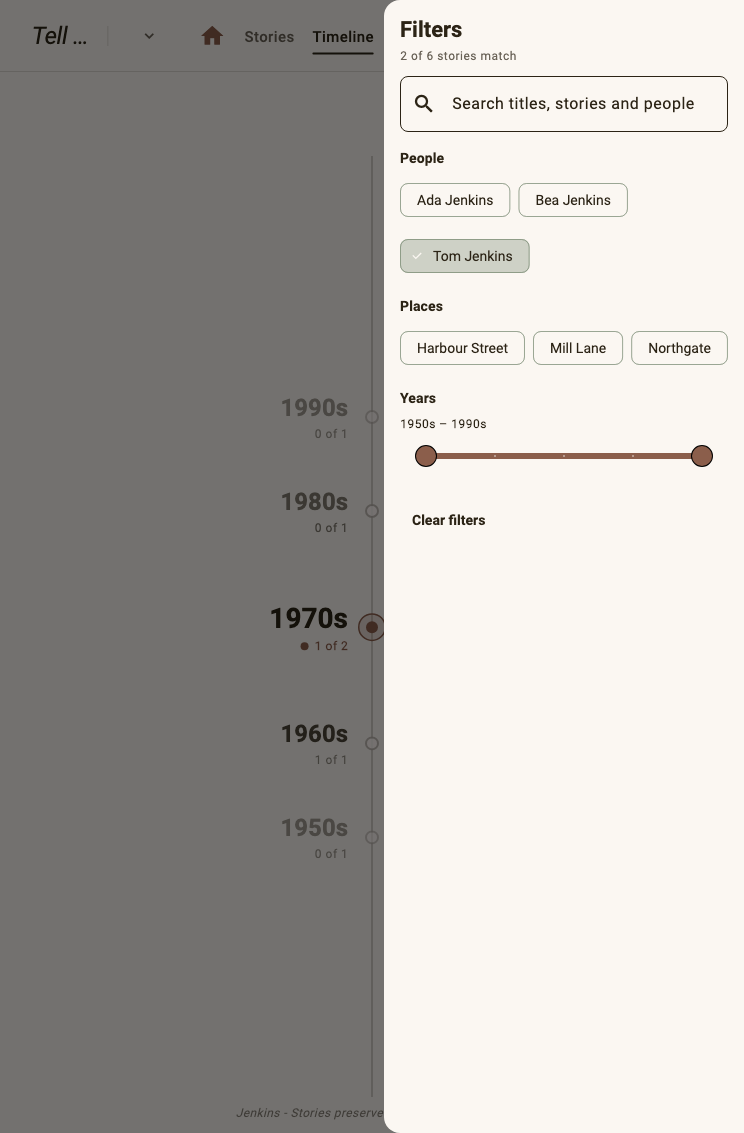 Tell ...
Stories
Timeline
1990s
0 of 1
1980s
0 of 1
1970s
1 of 2
1960s
1 of 1
1950s
0 of 1
Jenkins - Stories preserve
Filters
2 of 6 stories match
Search titles, stories and people
People
Ada Jenkins
Bea Jenkins
Tom Jenkins
Places
Harbour Street
Mill Lane
Northgate
Years
1950s – 1990s
Clear filters